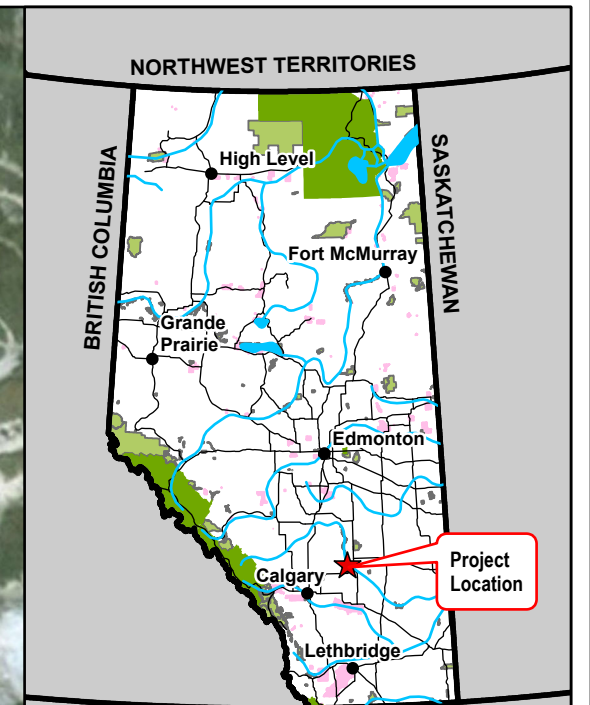 NORTHWEST TERRITORIES
High Level
BRITISH COLUMBIA
SASKATCHEWAN
Fort McMurray
Grande
Prairie
Edmonton
Project
Location
Calgary
Lethbridge